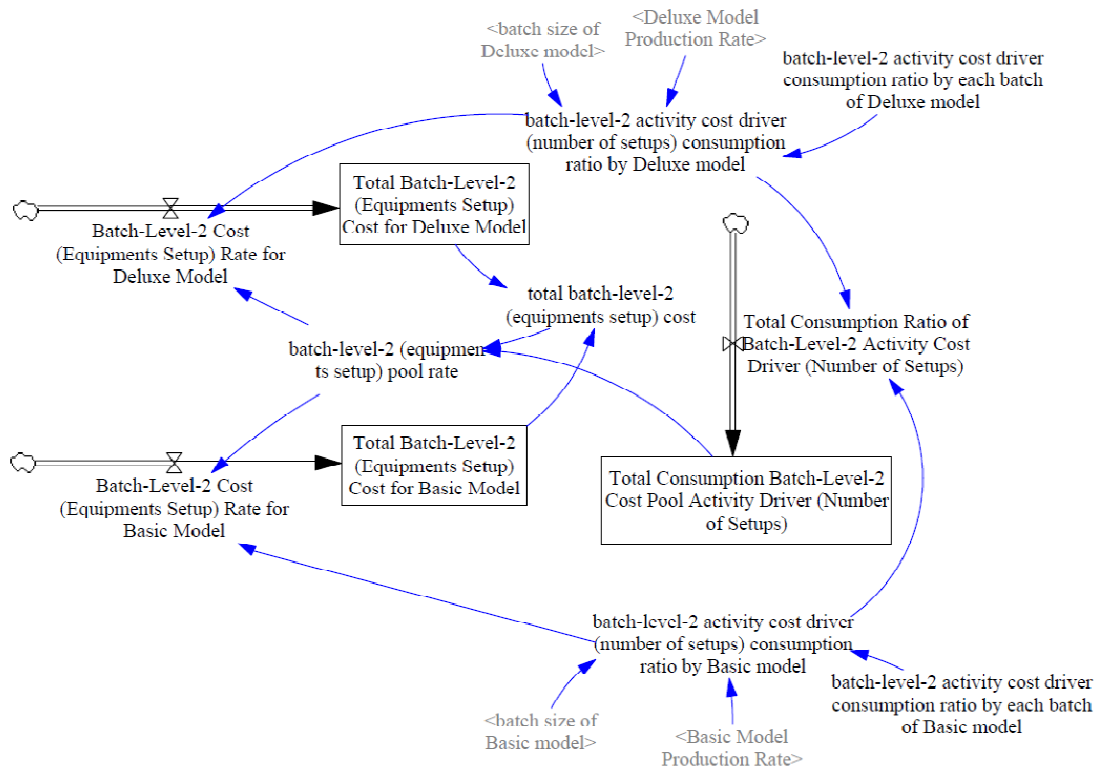 <batch size of
Deluxe model>
<Deluxe Model
Production Rate>
batch-level-2 activity cost driver
consumption ratio by each batch
of Deluxe model
batch-level-2 activity cost driver
(number of setups) consumption
ratio by Deluxe model
Total Batch-Level-2
(Equipments Setup)
Cost for Deluxe Model
Batch-Level-2 Cost
(Equipments Setup) Rate for
Deluxe Model
total batch-level-2
(equipments setup) cost
Total Consumption Ratio of
Batch-Level-2 Activity Cost
Driver (Number of Setups)
batch-level-2 (equipmen
ts setup) pool rate
Total Batch-Level-2
(Equipments Setup)
Cost for Basic Model
Batch-Level-2 Cost
(Equipments Setup) Rate for
Basic Model
Total Consumption Batch-Level-2
Cost Pool Activity Driver (Number
of Setups)
batch-level-2 activity cost driver
(number of setups) consumption
ratio by Basic model
batch-level-2 activity cost driver
consumption ratio by each batch
of Basic model
<batch size of
Basic model>
<Basic Model
Production Rate>